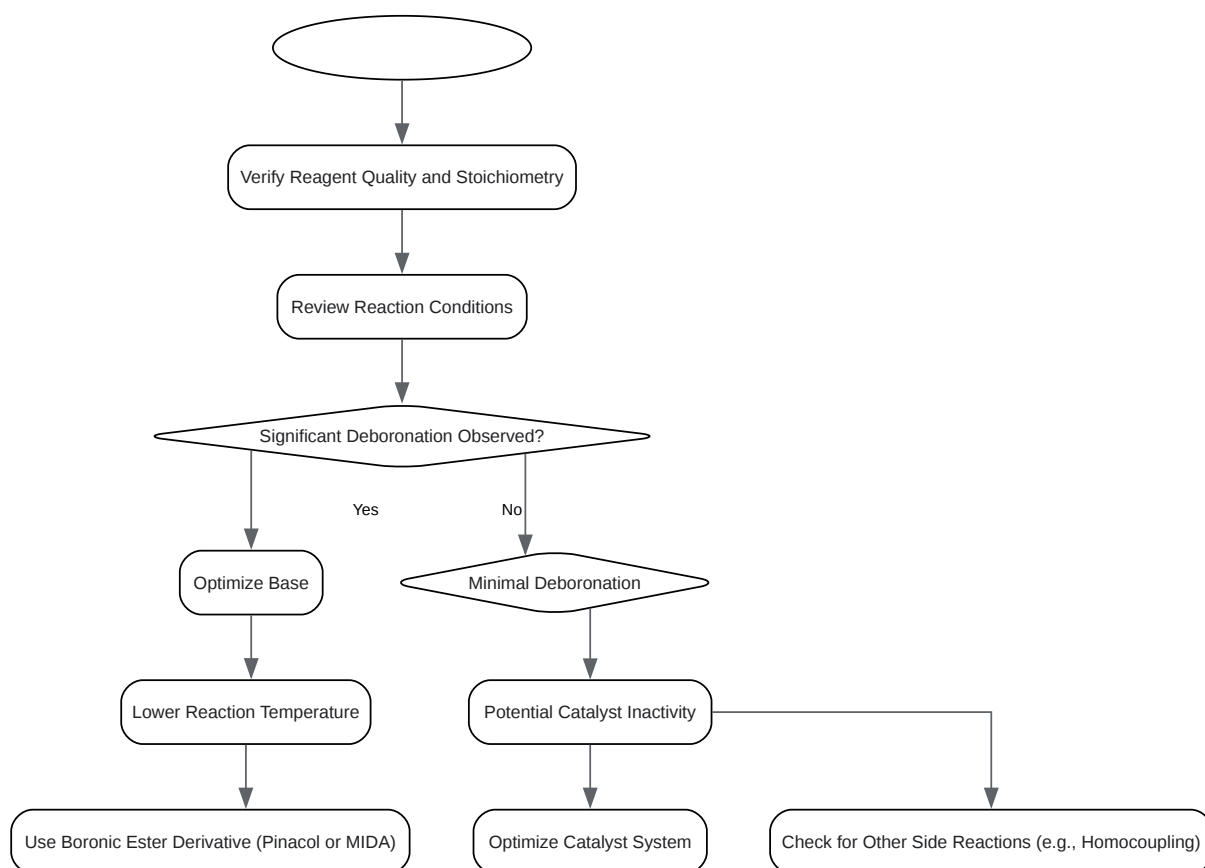 Verify Reagent Quality and Stoichiometry
Review Reaction Conditions
Significant Deboronation Observed?
Yes
No
Optimize Base
Minimal Deboronation
Lower Reaction Temperature
Potential Catalyst Inactivity
Use Boronic Ester Derivative (Pinacol or MIDA)
Optimize Catalyst System
Check for Other Side Reactions (e.g., Homocoupling)